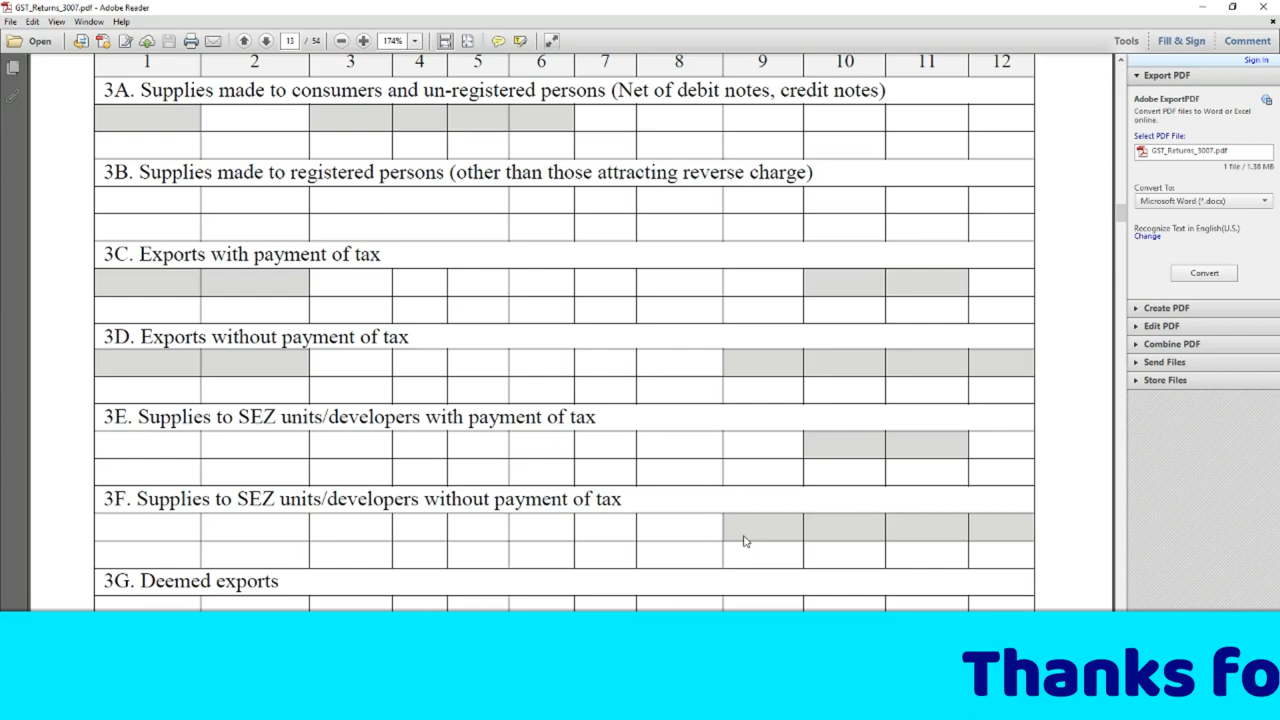 GST_Returns_3007.pdf - Adobe Reader
File Edit View Window Help
Open 13 / 54 174% Tools Fill & Sign Comment
Sign In
1 2 3 4 5 6 7 8 9 10 11 12
3A. Supplies made to consumers and un-registered persons (Net of debit notes, credit notes)
3B. Supplies made to registered persons (other than those attracting reverse charge)
3C. Exports with payment of tax
3D. Exports without payment of tax
3E. Supplies to SEZ units/developers with payment of tax
3F. Supplies to SEZ units/developers without payment of tax
3G. Deemed exports
Export PDF
Adobe ExportPDF
Convert PDF files to Word or Excel
online.
Select PDF File:
GST_Returns_3007.pdf
1 file / 1.38 MB
Convert To:
Microsoft Word (*.docx)
Recognize Text in English(U.S.)
Change
Convert
Create PDF
Edit PDF
Combine PDF
Send Files
Store Files
Thanks fo